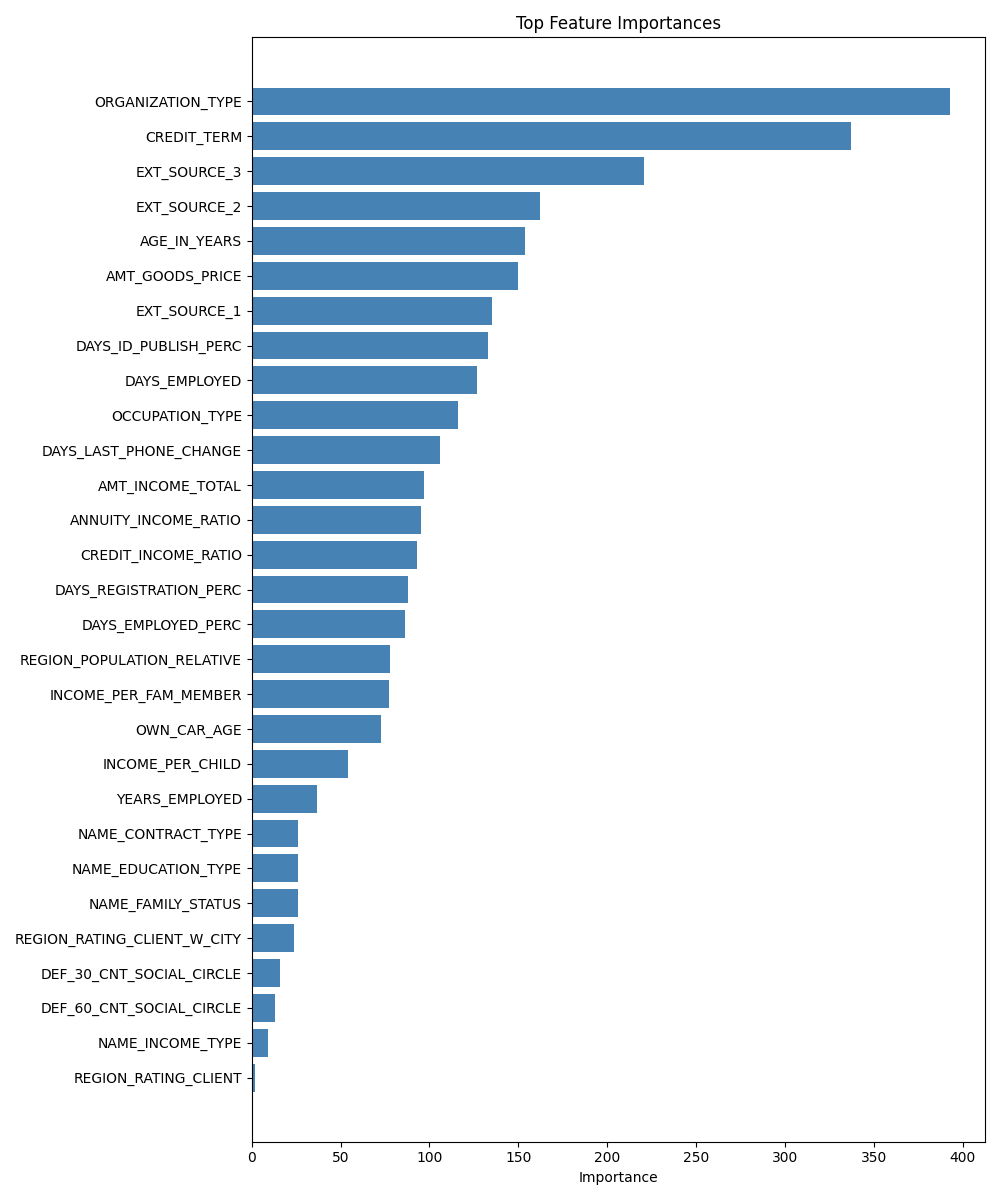 Top Feature Importances
ORGANIZATION_TYPE
CREDIT_TERM
EXT_SOURCE_3
EXT_SOURCE_2
AGE_IN_YEARS
AMT_GOODS_PRICE
EXT_SOURCE_1
DAYS_ID_PUBLISH_PERC
DAYS_EMPLOYED
OCCUPATION_TYPE
DAYS_LAST_PHONE_CHANGE
AMT_INCOME_TOTAL
ANNUITY_INCOME_RATIO
CREDIT_INCOME_RATIO
DAYS_REGISTRATION_PERC
DAYS_EMPLOYED_PERC
REGION_POPULATION_RELATIVE
INCOME_PER_FAM_MEMBER
OWN_CAR_AGE
INCOME_PER_CHILD
YEARS_EMPLOYED
NAME_CONTRACT_TYPE
NAME_EDUCATION_TYPE
NAME_FAMILY_STATUS
REGION_RATING_CLIENT_W_CITY
DEF_30_CNT_SOCIAL_CIRCLE
DEF_60_CNT_SOCIAL_CIRCLE
NAME_INCOME_TYPE
REGION_RATING_CLIENT
0 50 100 150 200 250 300 350 400
Importance